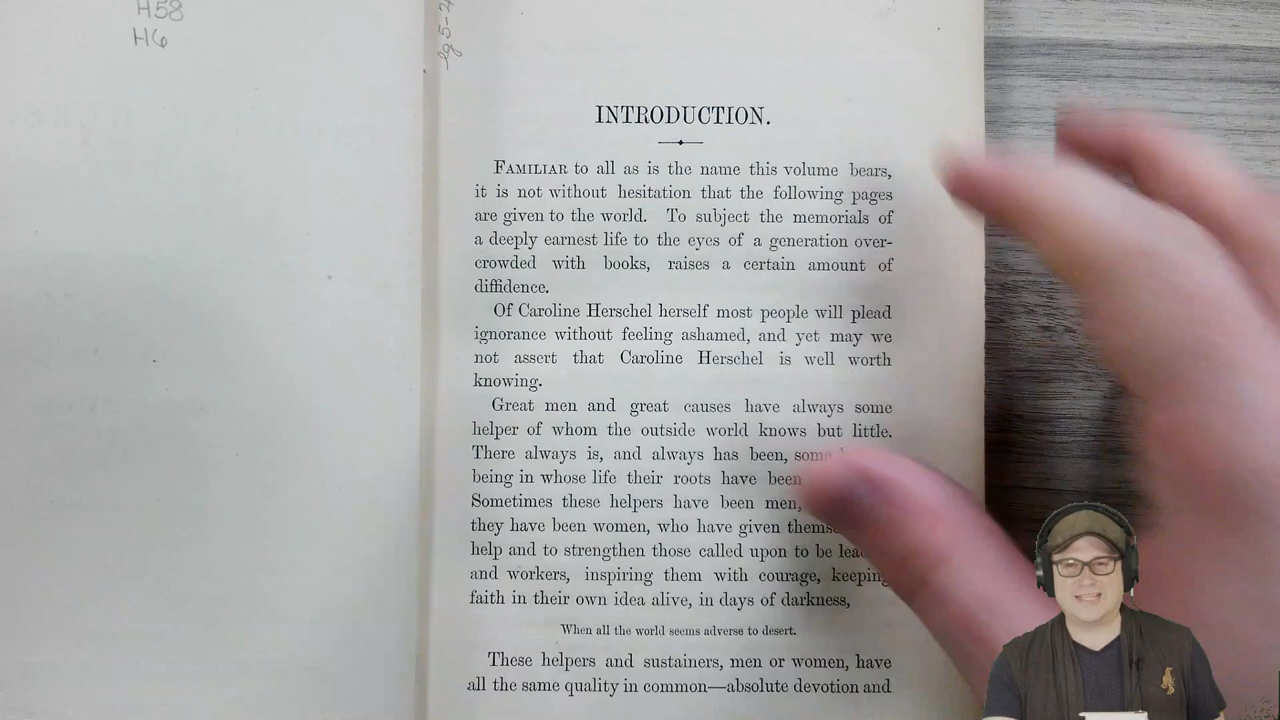 H58
H6
INTRODUCTION.
FAMILIAR to all as is the name this volume bears,
it is not without hesitation that the following pages
are given to the world. To subject the memorials of
a deeply earnest life to the eyes of a generation over-
crowded with books, raises a certain amount of
diffidence.
Of Caroline Herschel herself most people will plead
ignorance without feeling ashamed, and yet may we
not assert that Caroline Herschel is well worth
knowing.
Great men and great causes have always some
helper of whom the outside world knows but little.
There always is, and always has been, some
being in whose life their roots have been
Sometimes these helpers have been men,
they have been women, who have given
help and to strengthen those called upon to be
and workers, inspiring them with courage, keeping
faith in their own idea alive, in days of darkness,
When all the world seems adverse to desert.
These helpers and sustainers, men or women, have
all the same quality in common—absolute devotion and